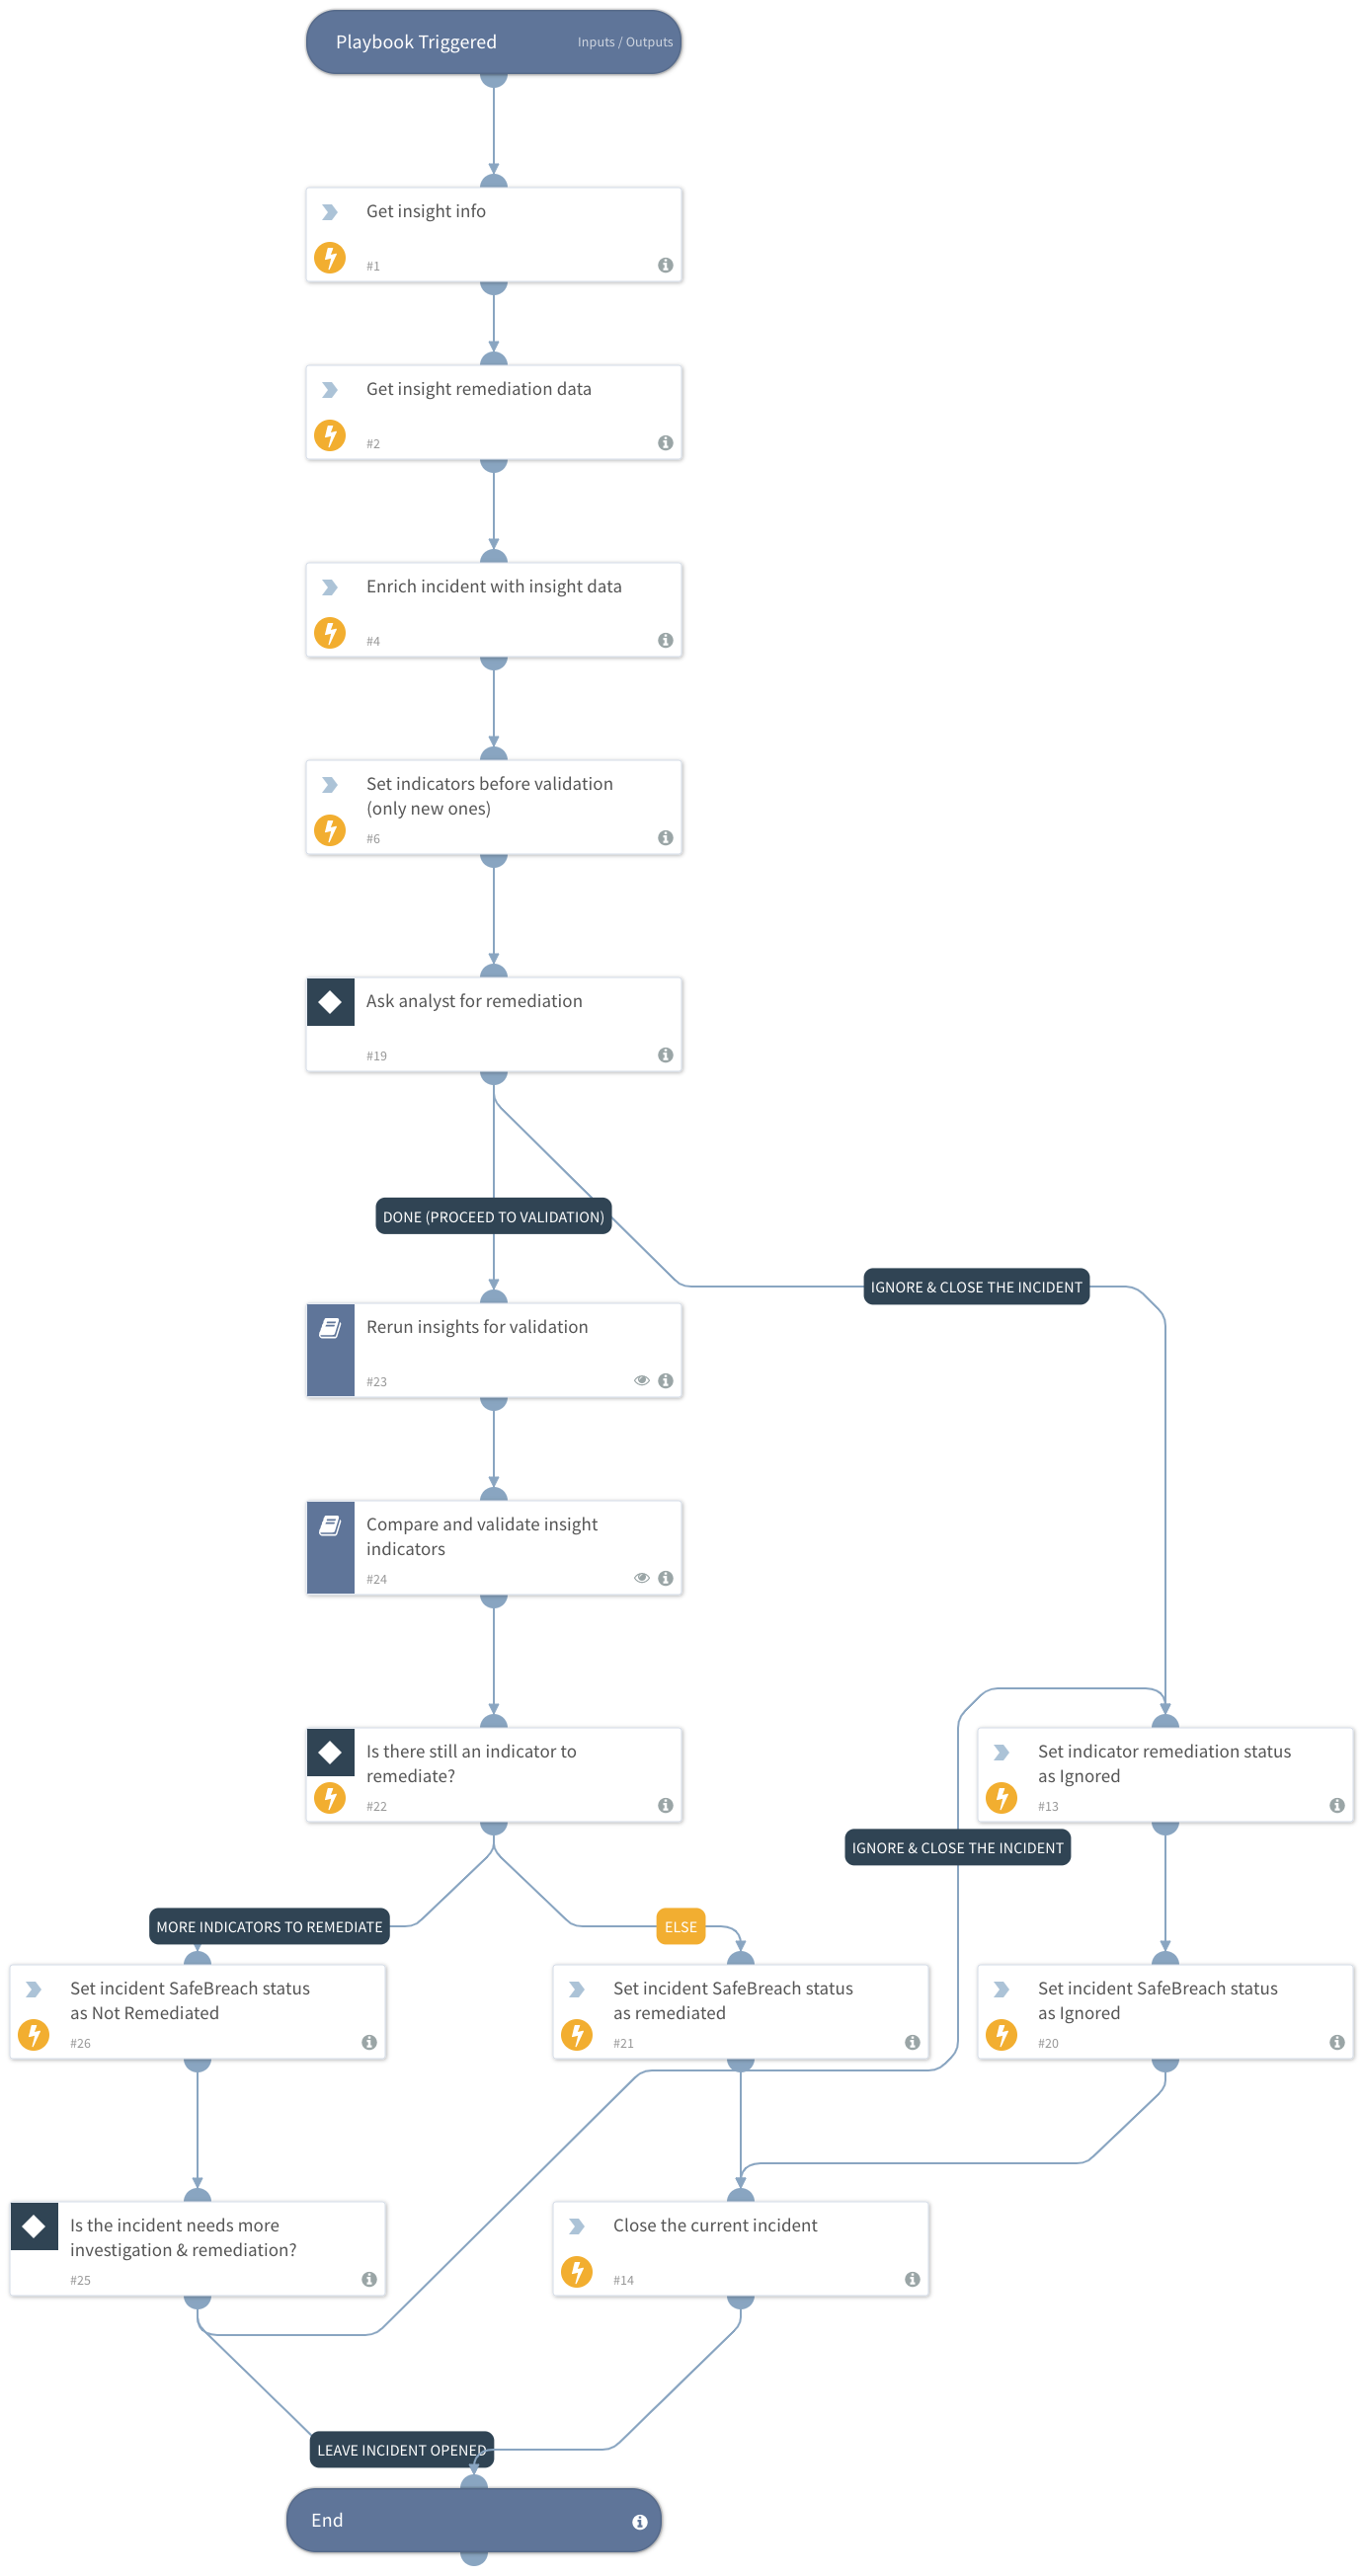 Playbook Triggered
Inputs / Outputs
Get insight info
#1
Get insight remediation data
#2
Enrich incident with insight data
#4
Set indicators before validation
(only new ones)
#6
Ask analyst for remediation
#19
DONE (PROCEED TO VALIDATION)
IGNORE & CLOSE THE INCIDENT
Rerun insights for validation
#23
Compare and validate insight
indicators
#24
Is there still an indicator to
remediate?
#22
Set indicator remediation status
as Ignored
#13
IGNORE & CLOSE THE INCIDENT
MORE INDICATORS TO REMEDIATE
ELSE
Set incident SafeBreach status
as Not Remediated
#26
Set incident SafeBreach status
as remediated
#21
Set incident SafeBreach status
as Ignored
#20
Is the incident needs more
investigation & remediation?
#25
Close the current incident
#14
LEAVE INCIDENT OPENED
End